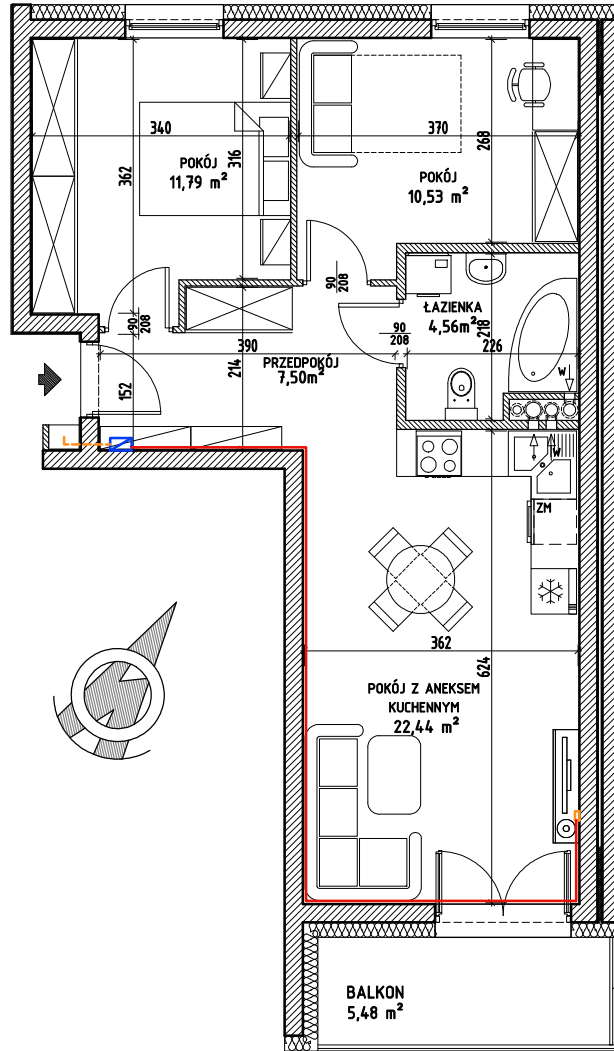 340
370
362
316
268
POKÓJ
11,79 m²
POKÓJ
10,53 m²
90
208
90
208
ŁAZIENKA
4,56m²
218
90
208
226
W
390
PRZEDPOKÓJ
7,50m²
214
152
W
ZM
362
624
POKÓJ Z ANEKSEM
KUCHENNYM
22,44 m²
BALKON
5,48 m²